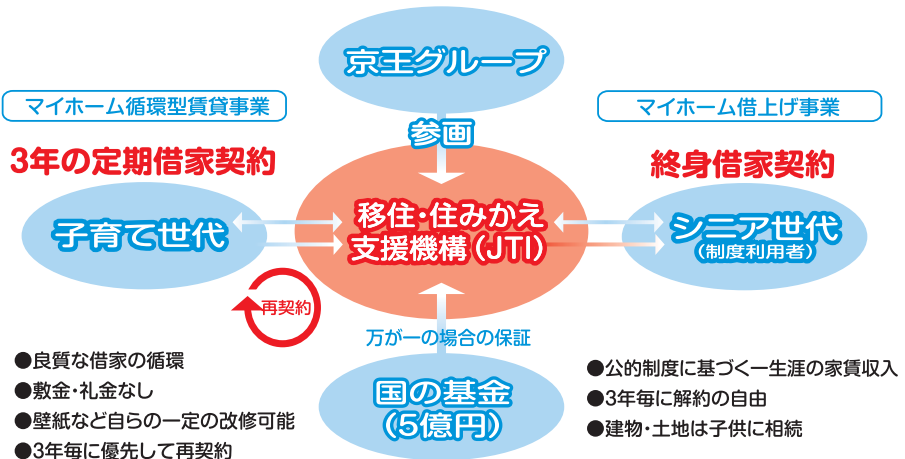 京王グループ
参画
マイホーム循環型賃貸事業
3年の定期借家契約
子育て世代
移住・住みかえ
支援機構（JTI）
マイホーム借上げ事業
終身借家契約
シニア世代
（制度利用者）
再契約
万が一の場合の保証
国の基金
（5億円）
●良質な借家の循環
●敷金・礼金なし
●壁紙など自らの一定の改修可能
●3年毎に優先して再契約
●公的制度に基づく一生涯の家賃収入
●3年毎に解約の自由
●建物・土地は子供に相続